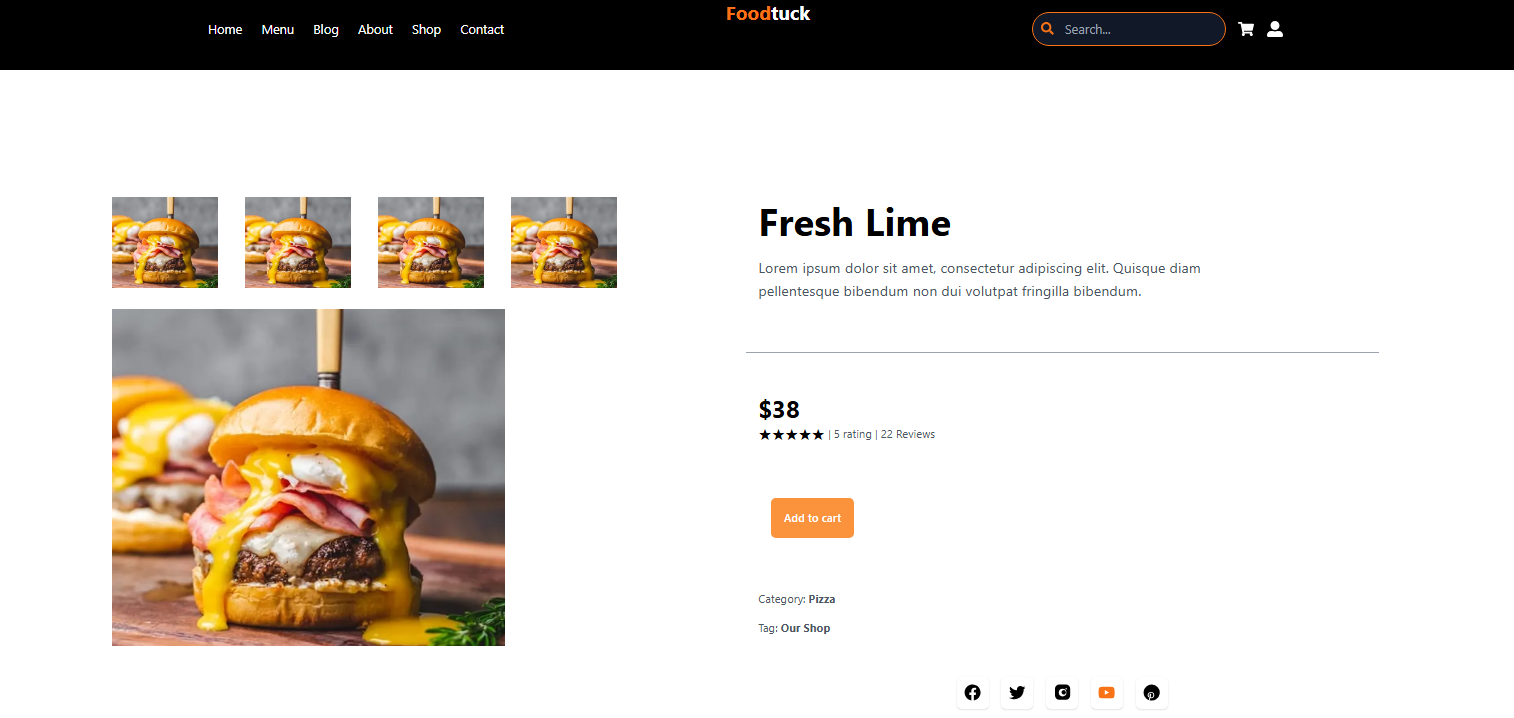 Foodtuck
Home Menu Blog About Shop Contact
Search...
Fresh Lime
Lorem ipsum dolor sit amet, consectetur adipiscing elit. Quisque diam
pellentesque bibendum non dui volutpat fringilla bibendum.
$38
★★★★★ | 5 rating | 22 Reviews
Add to cart
Category: Pizza
Tag: Our Shop